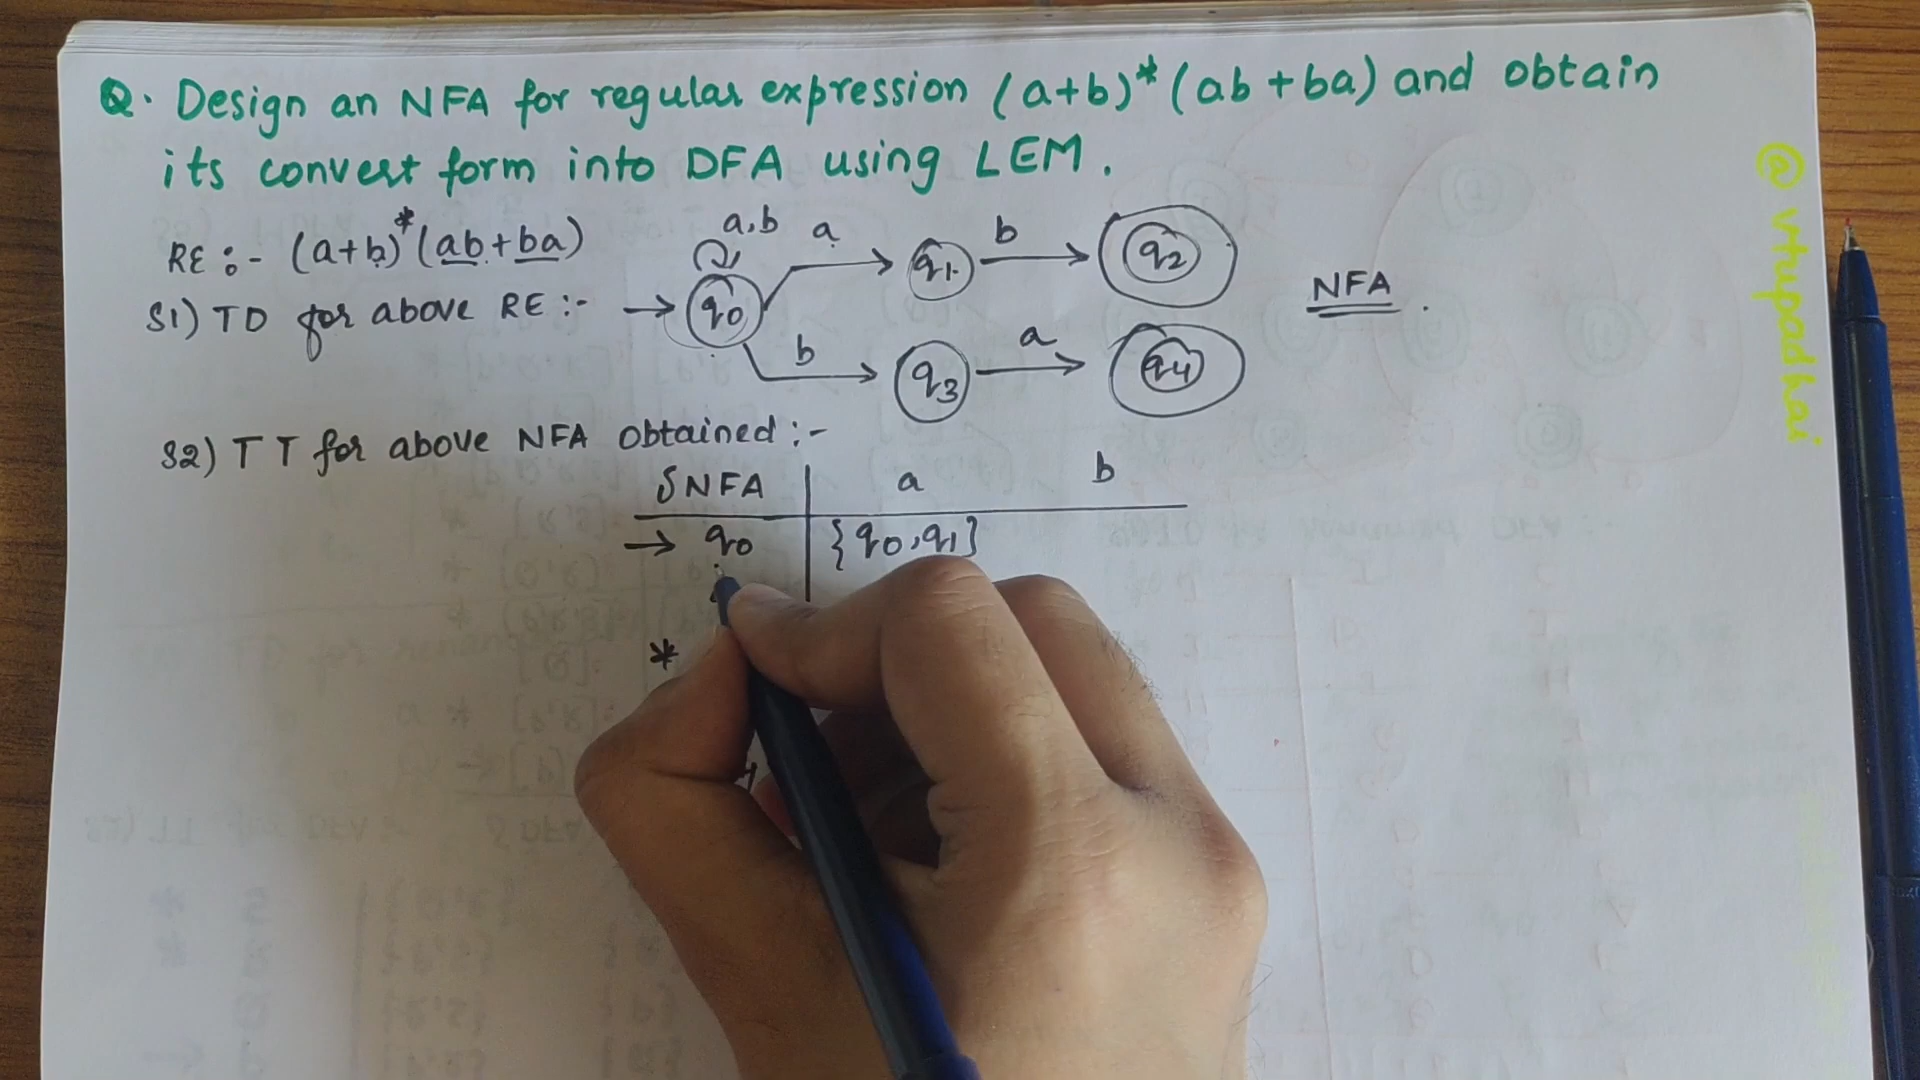 Q. Design an NFA for regular expression (a+b)*(ab+ba) and obtain
its convert form into DFA using LEM.
RE :- (a+b)*(ab+ba)
S1) TD for above RE :-
a,b
a
b
q0
q1
q2
b
a
q3
q4
NFA.
S2) TT for above NFA obtained :-
δNFA a b
→ q0 {q0,q1}
*
@vtupadhai